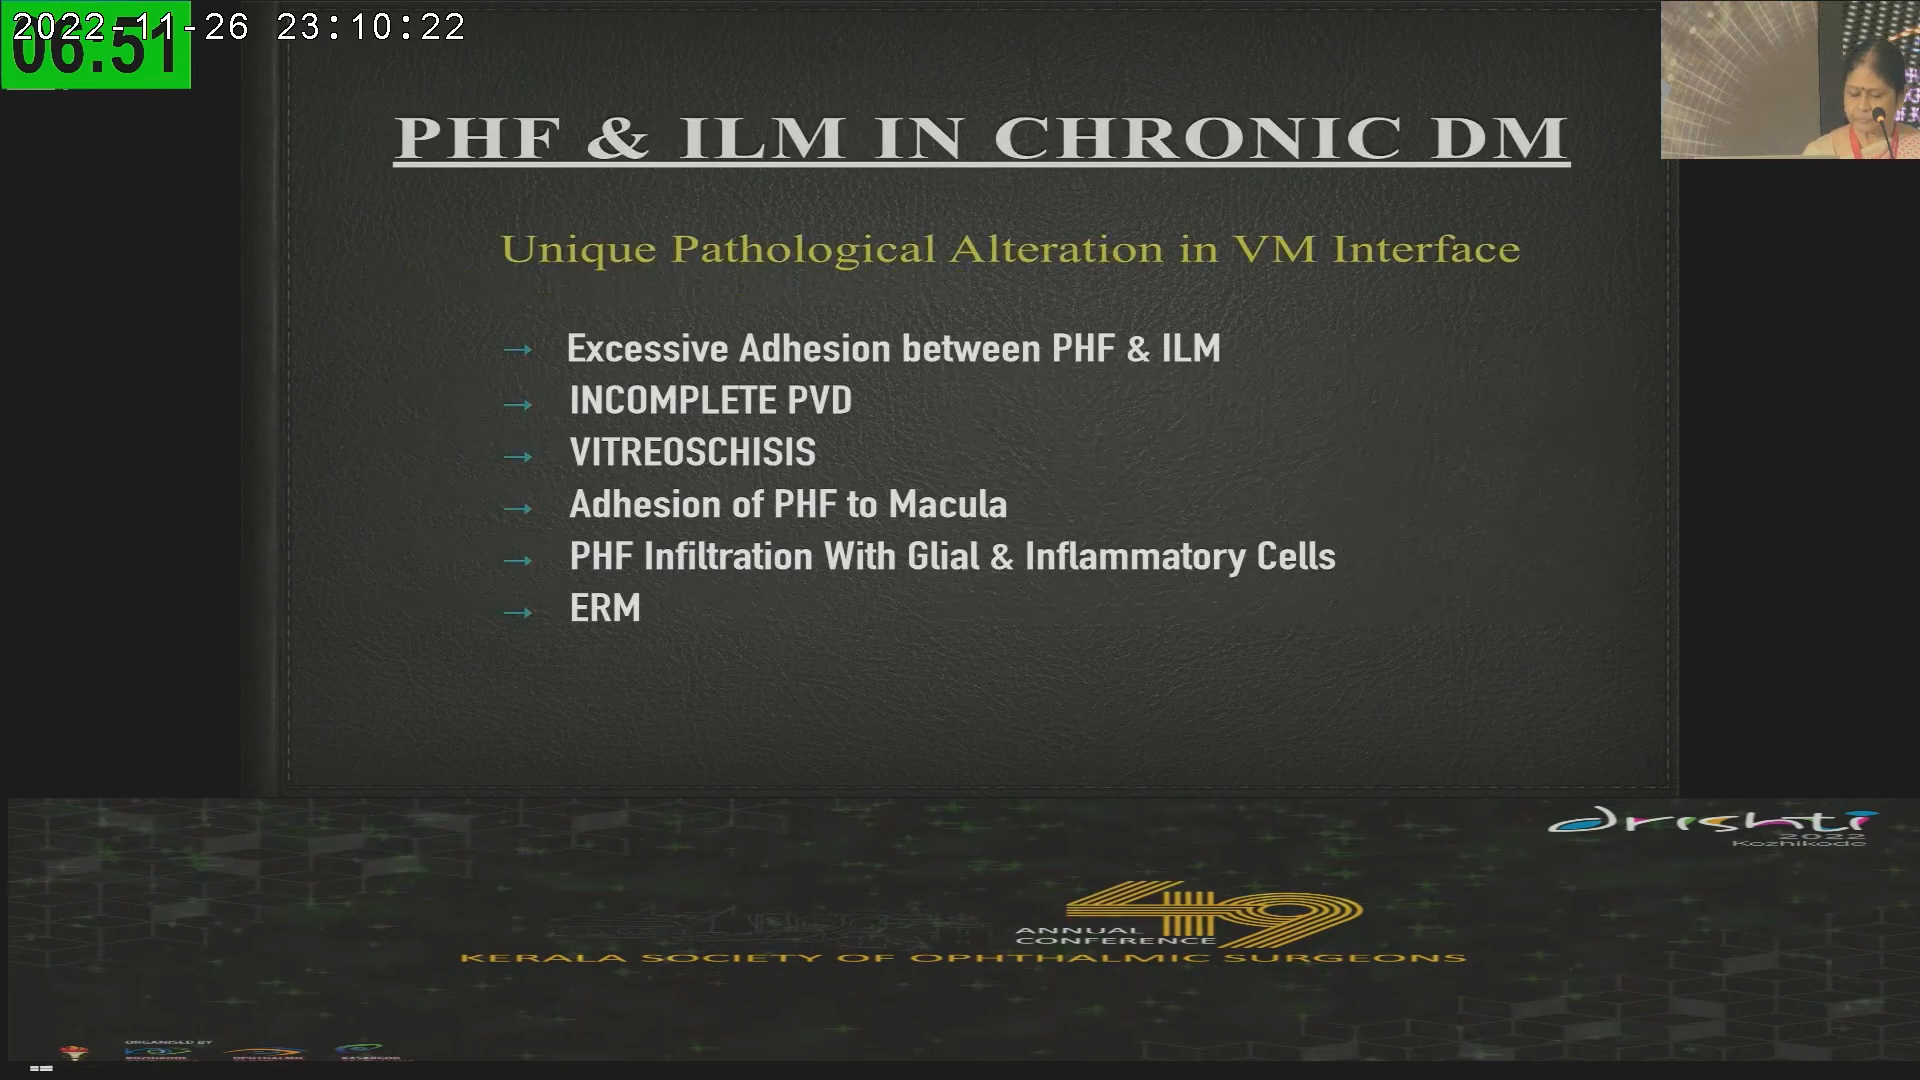 2022-11-26 23:10:22
06:51
PHF & ILM IN CHRONIC DM
Unique Pathological Alteration in VM Interface
→ Excessive Adhesion between PHF & ILM
→ INCOMPLETE PVD
→ VITREOSCHISIS
→ Adhesion of PHF to Macula
→ PHF Infiltration With Glial & Inflammatory Cells
→ ERM
drishti
2022
Kozhikode
49
ANNUAL
CONFERENCE
KERALA SOCIETY OF OPHTHALMIC SURGEONS
ORGANISED BY